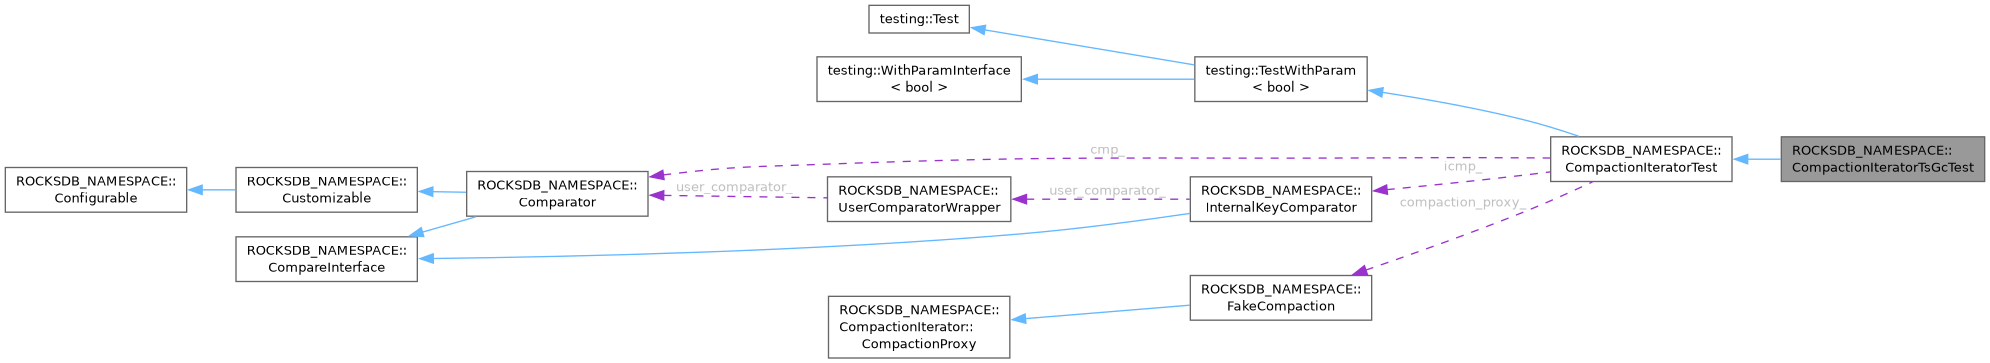 testing::Test
testing::WithParamInterface
< bool >
testing::TestWithParam
< bool >
ROCKSDB_NAMESPACE::
CompactionIteratorTest
ROCKSDB_NAMESPACE::
CompactionIteratorTsGcTest
cmp_
icmp_
user_comparator_
user_comparator_
compaction_proxy_
ROCKSDB_NAMESPACE::
Configurable
ROCKSDB_NAMESPACE::
Customizable
ROCKSDB_NAMESPACE::
Comparator
ROCKSDB_NAMESPACE::
UserComparatorWrapper
ROCKSDB_NAMESPACE::
InternalKeyComparator
ROCKSDB_NAMESPACE::
CompareInterface
ROCKSDB_NAMESPACE::
FakeCompaction
ROCKSDB_NAMESPACE::
CompactionIterator::
CompactionProxy